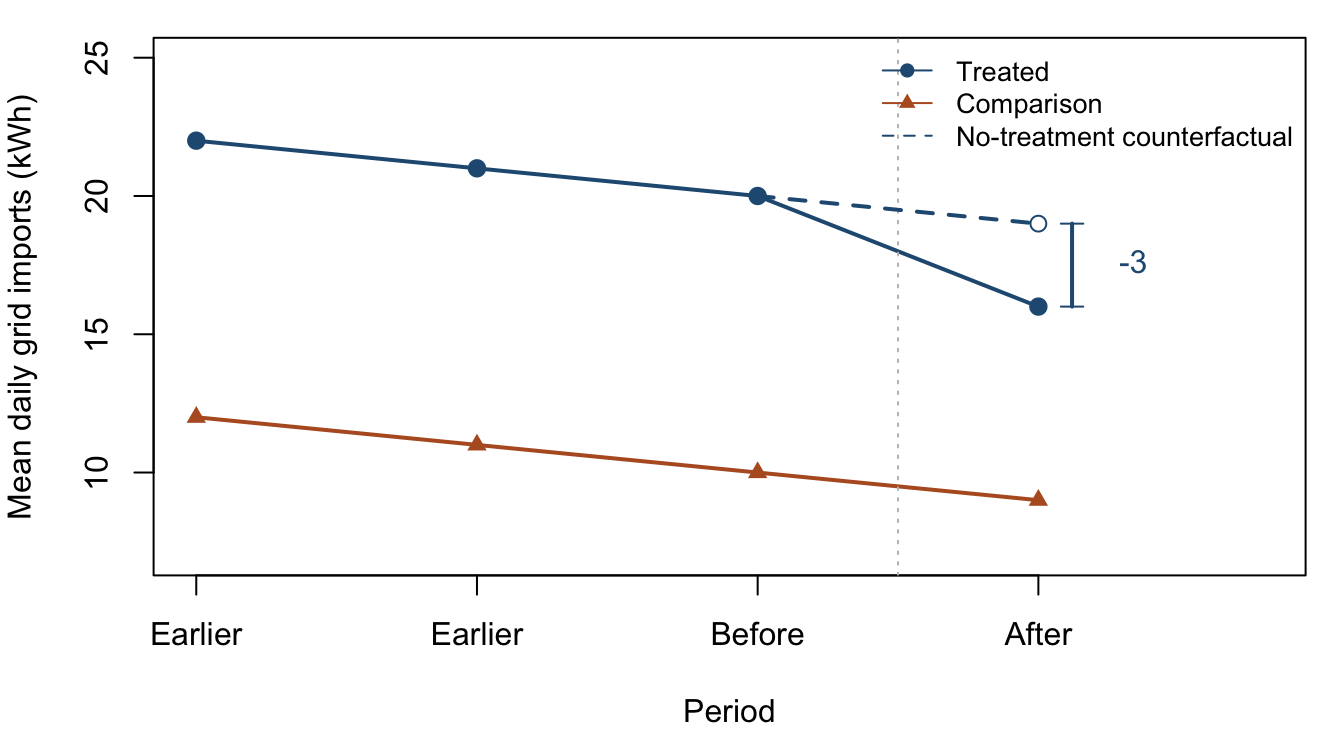 Mean daily grid imports (kWh)
25
20
15
10
Treated
Comparison
No-treatment counterfactual
-3
Earlier
Earlier
Before
After
Period